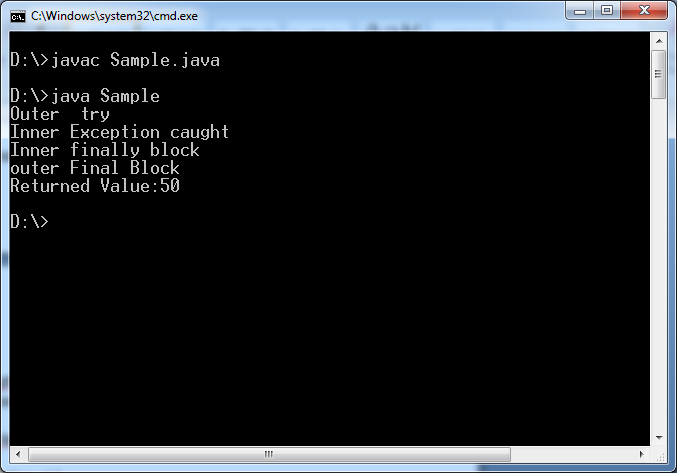 C:\Windows\system32\cmd.exe
D:\>javac Sample.java
D:\>java Sample
Outer  try
Inner Exception caught
Inner finally block
outer Final Block
Returned Value:50
D:\>